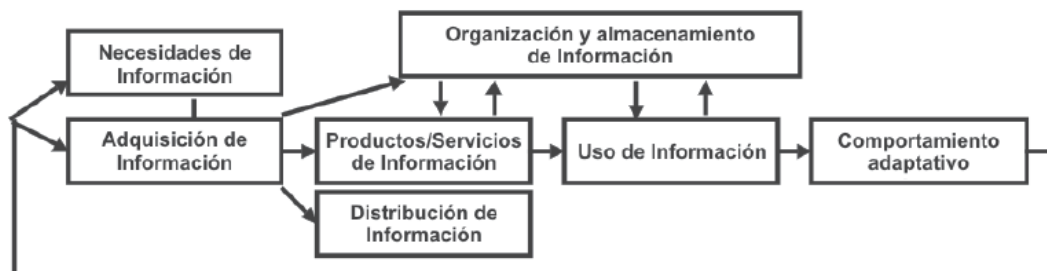 Organización y almacenamiento
de Información
Necesidades de
Información
Adquisición de
Información
Productos/Servicios
de Información
Uso de Información
Comportamiento
adaptativo
Distribución de
Información